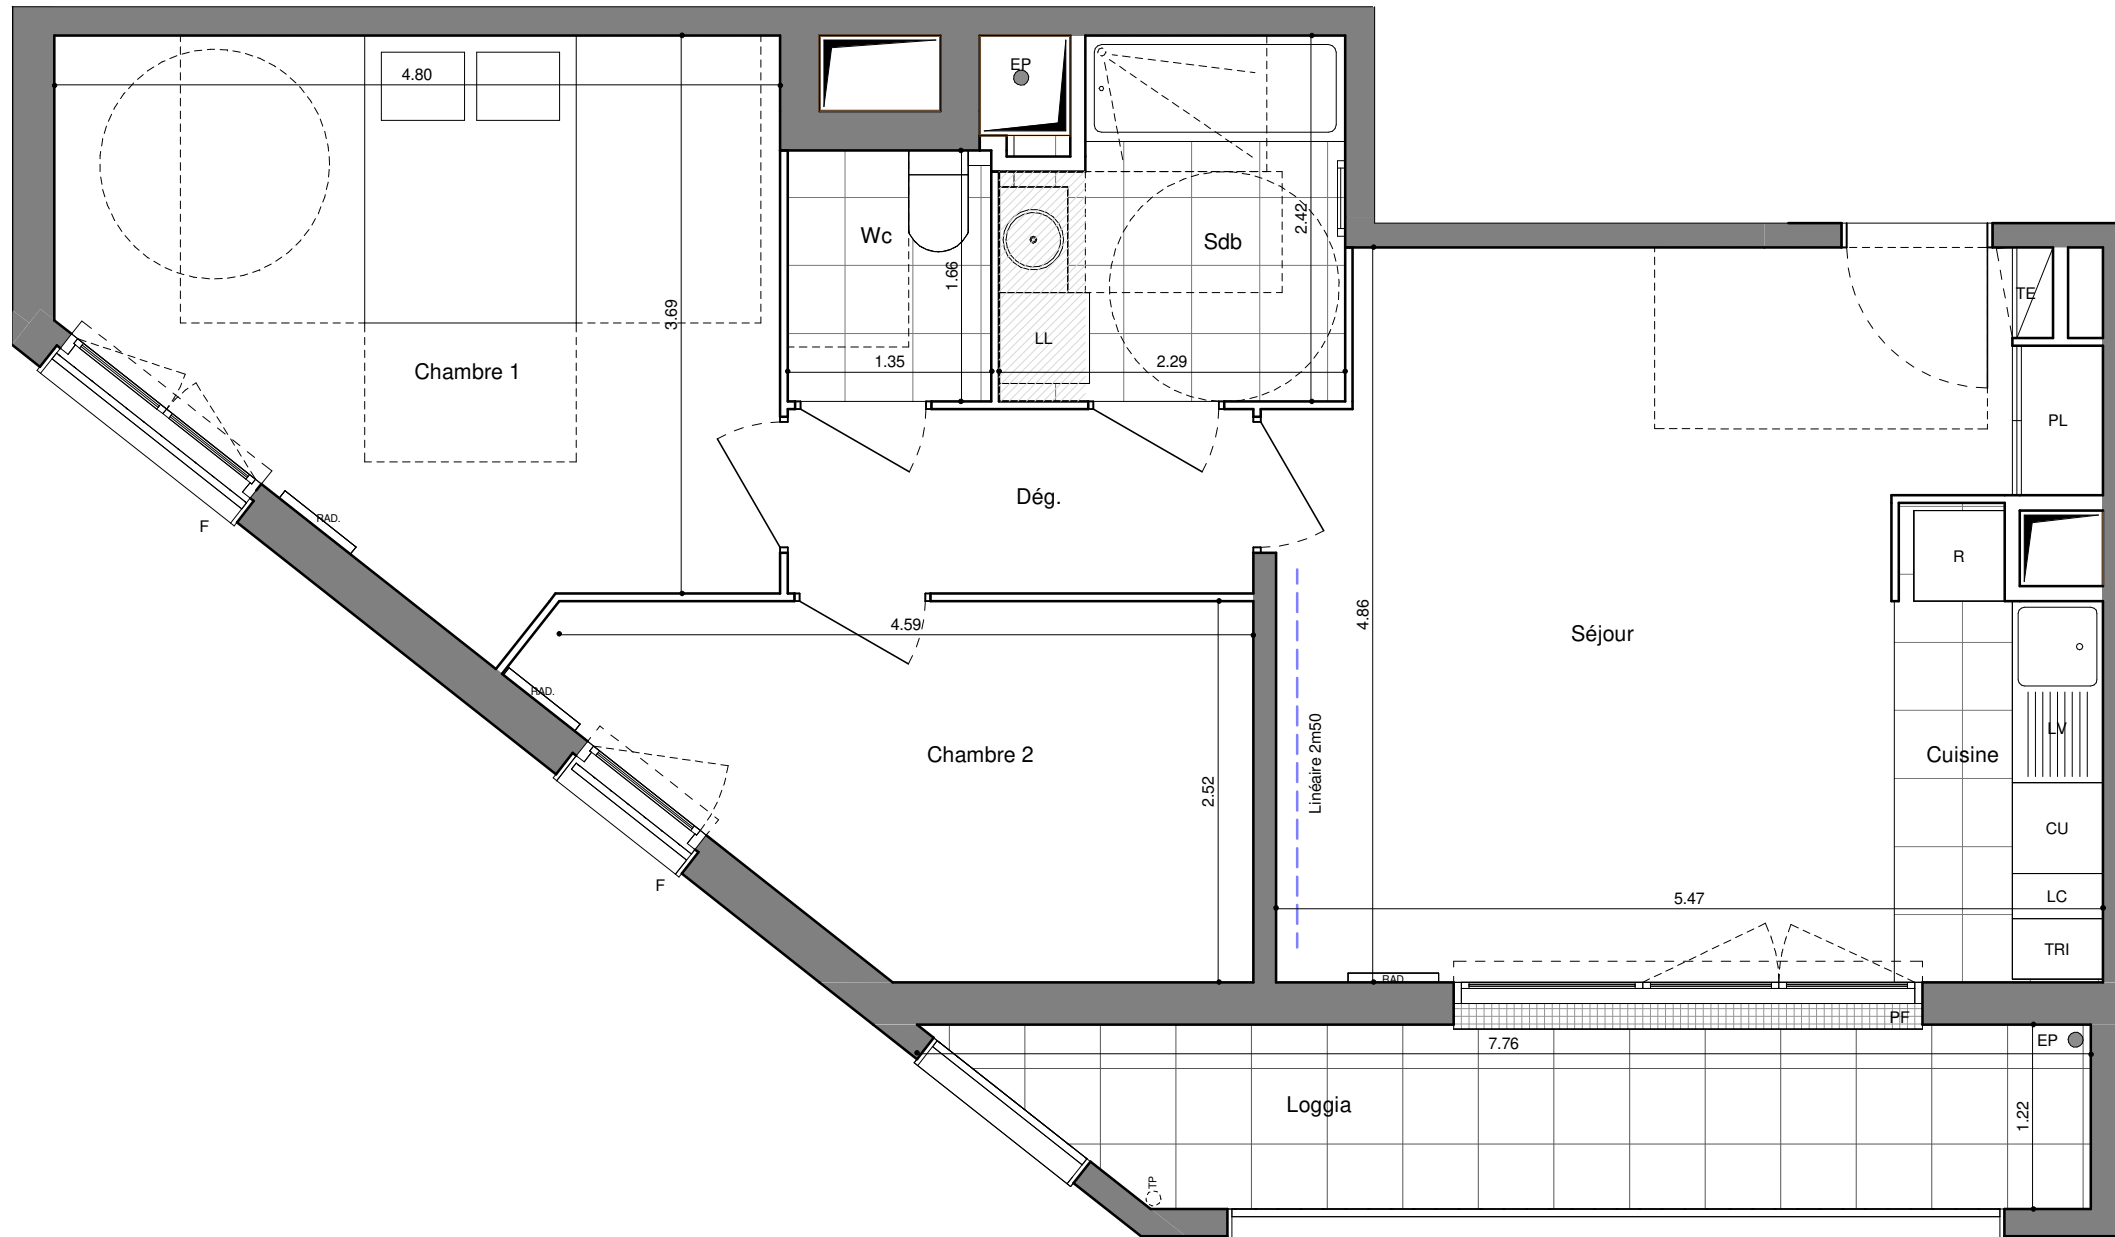 EP
4.80
Wc
Sdb
2.42
1.66
TE
3.69
LL
Chambre 1
1.35
2.29
PL
Dég.
F
RAD.
R
4.59
4.86
Séjour
RAD.
Linéaire 2m50
LV
Chambre 2
Cuisine
2.52
CU
F
5.47
LC
TRI
RAD.
PF
7.76
EP
Loggia
1.22
TP